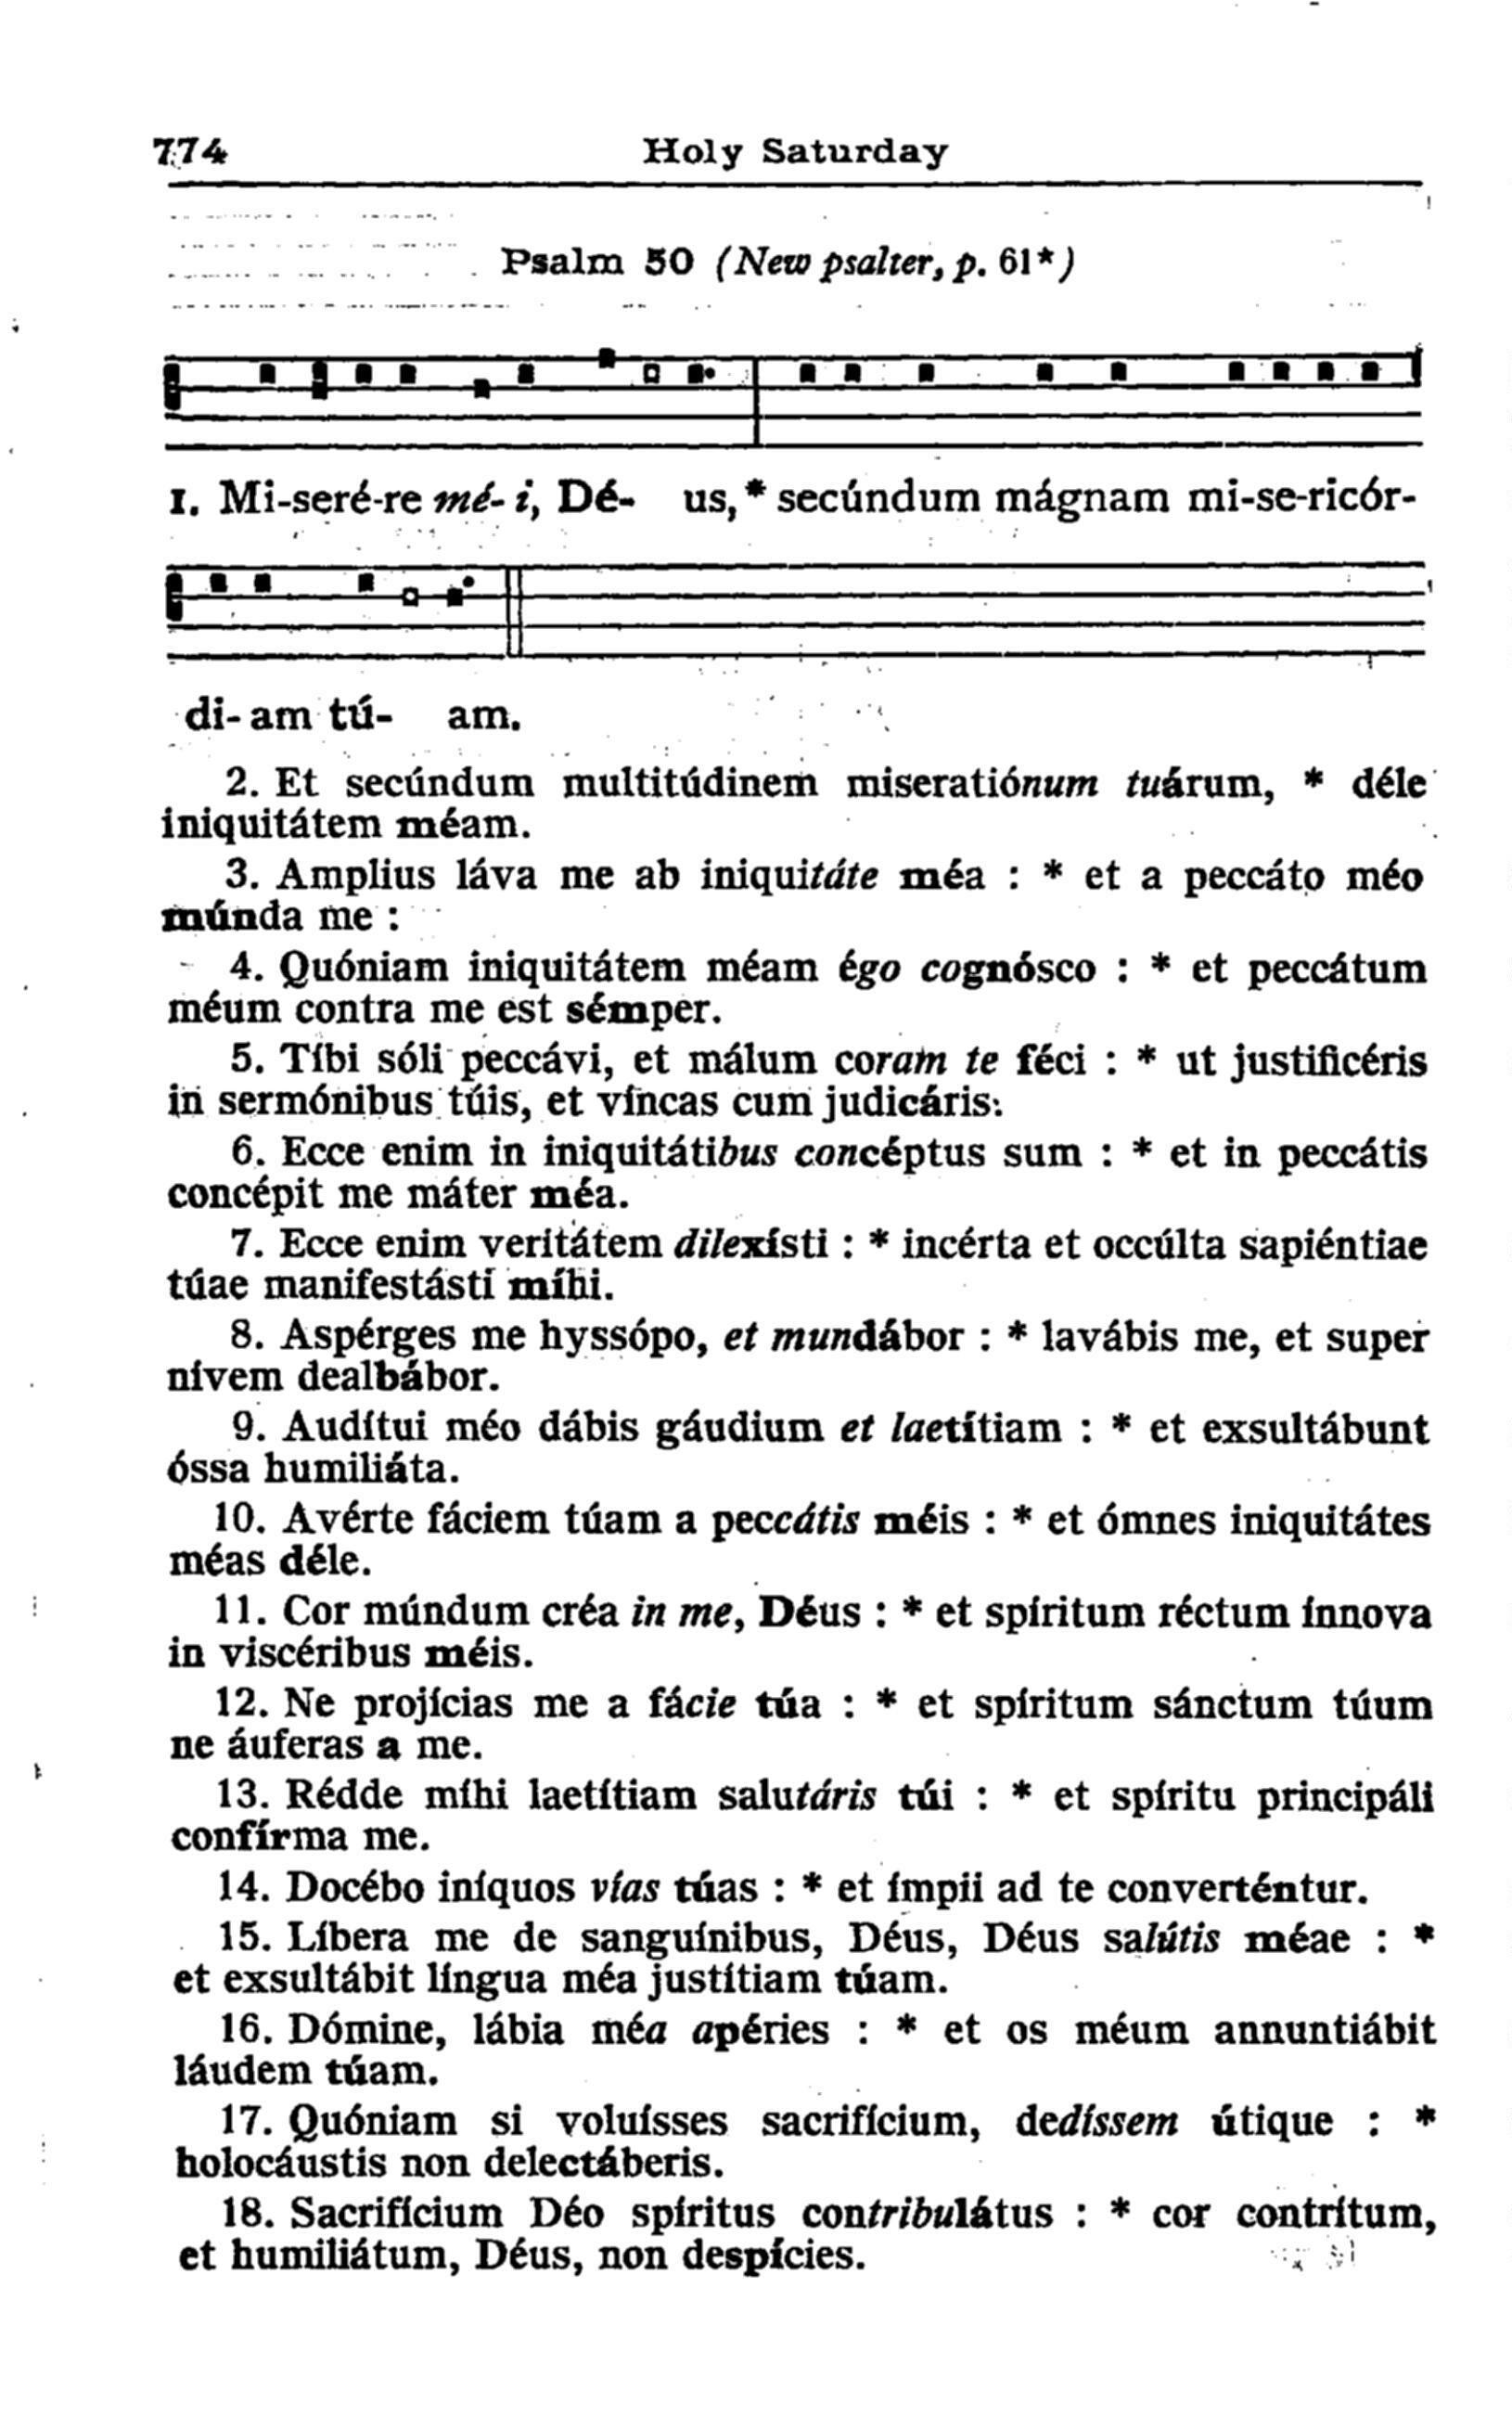 774 Holy Saturday
Psalm 50 (New psalter, p. 61*)
1. Mi-seré-re mé- i, Dé- us, * secúndum mágnam mi-se-ricór-
di- am tú- am.
2. Et secúndum multitúdinem miseratiónum tuárum, * déle
iniquitátem méam.
3. Amplius láva me ab iniquitáte méa : * et a peccáto méo
múnda me :
4. Quóniam iniquitátem méam égo cognósco : * et peccátum
méum contra me est sémper.
5. Tíbi sóli peccávi, et málum coram te féci : * ut justificéris
in sermónibus túis, et víncas cum judicáris.
6. Ecce enim in iniquitátibus concéptus sum : * et in peccátis
concépit me máter méa.
7. Ecce enim veritátem dilexísti : * incérta et occúlta sapiéntiae
túae manifestásti míhi.
8. Aspérges me hyssópo, et mundábor : * lavábis me, et super
nívem dealbábor.
9. Audítui méo dábis gáudium et laetítiam : * et exsultábunt
óssa humiliáta.
10. Avérte fáciem túam a peccátis méis : * et ómnes iniquitátes
méas déle.
11. Cor múndum créa in me, Déus : * et spíritum réctum ínnova
in viscéribus méis.
12. Ne projícias me a fácie túa : * et spíritum sánctum túum
ne áuferas a me.
13. Rédde míhi laetítiam salutáris túi : * et spíritu principáli
confírma me.
14. Docébo iníquos vías túas : * et ímpii ad te converténtur.
15. Líbera me de sanguínibus, Déus, Déus salútis méae : *
et exsultábit língua méa justítiam túam.
16. Dómine, lábia méa apéries : * et os méum annuntiábit
láudem túam.
17. Quóniam si voluísses sacrifícium, dedíssem útique : *
holocáustis non delectáberis.
18. Sacrifícium Déo spíritus contribulátus : * cor contrítum,
et humiliátum, Déus, non despícies.